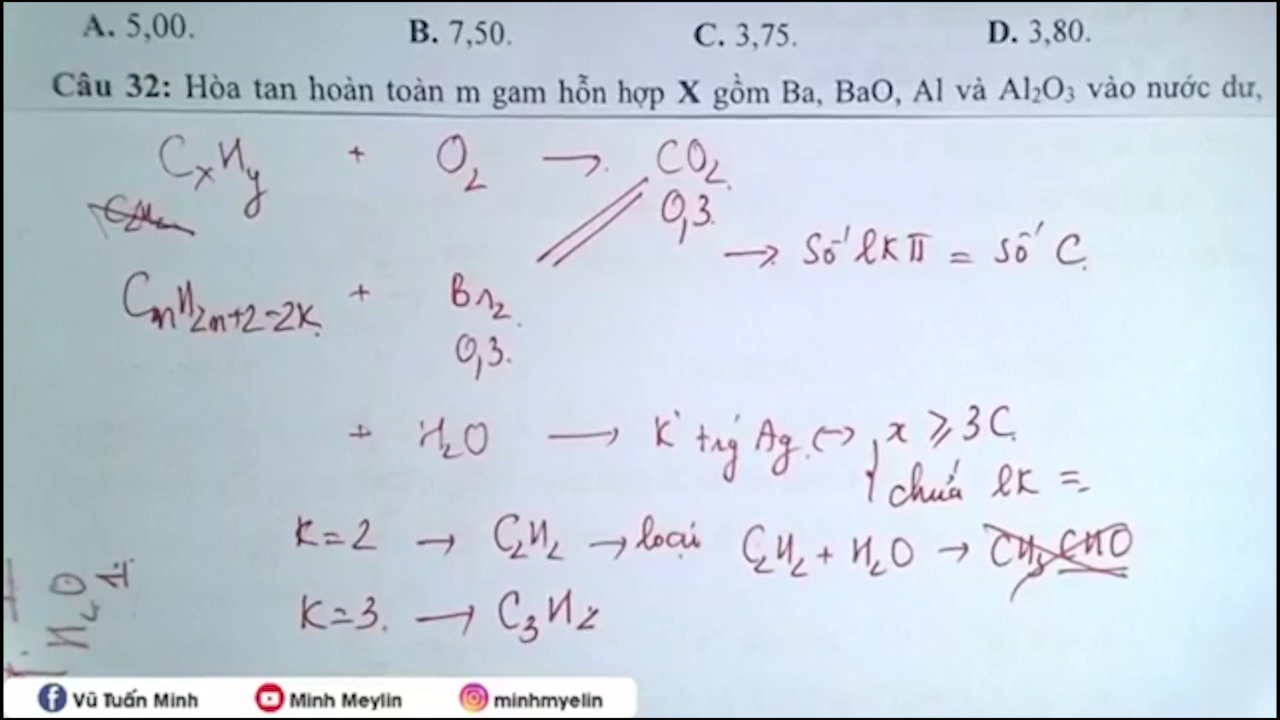 A. 5,00. B. 7,50. C. 3,75. D. 3,80.
Câu 32: Hòa tan hoàn toàn m gam hỗn hợp X gồm Ba, BaO, Al và Al₂O₃ vào nước dư,
CₓHᵧ + O₂ → CO₂
0,3.
→ Số lk π = Số C.
CₙH₂ₙ₊₂₋₂ₖ + Br₂
0,3.
+ H₂O → K tráng Ag ↔ x ⩾ 3C.
chứa lk =
K=2 → C₂H₂ → loại C₂H₂ + H₂O → CH₃CHO
K=3. → C₃H₂
H₂O
Vũ Tuấn Minh Minh Meylin minhmyelin